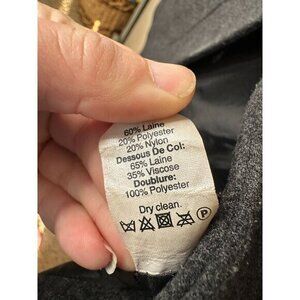 60% Laine
20% Polyester
20% Nylon
Dessous De Col:
65% Laine
35% Viscose
Doublure:
100% Polyester
Dry clean.
P